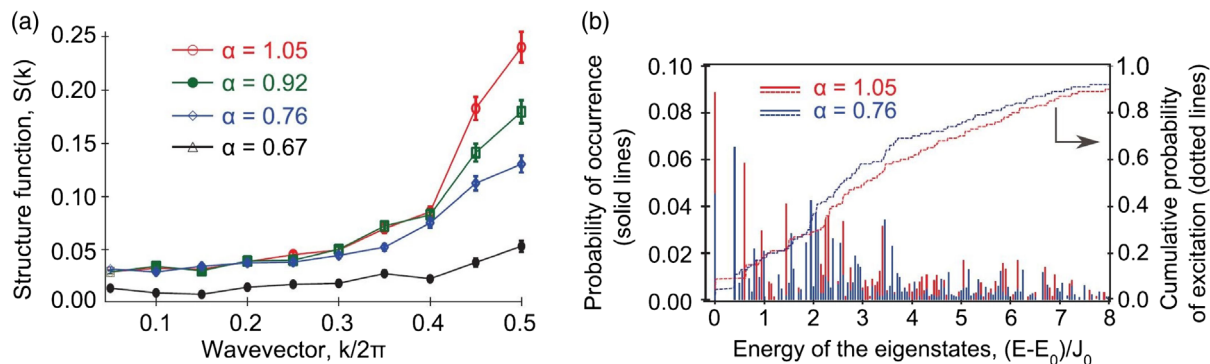 (a)
Structure function, S(k)
0.25
0.20
0.15
0.10
0.05
0.00
α = 1.05
α = 0.92
α = 0.76
α = 0.67
0.1 0.2 0.3 0.4 0.5
Wavevector, k/2π
(b)
Probability of occurrence
(solid lines)
0.10
0.08
0.06
0.04
0.02
0.00
α = 1.05
α = 0.76
1.0
0.8
0.6
0.4
0.2
0.0
Cumulative probability
of excitation (dotted lines)
0 1 2 3 4 5 6 7 8
Energy of the eigenstates, (E-E₀)/J₀